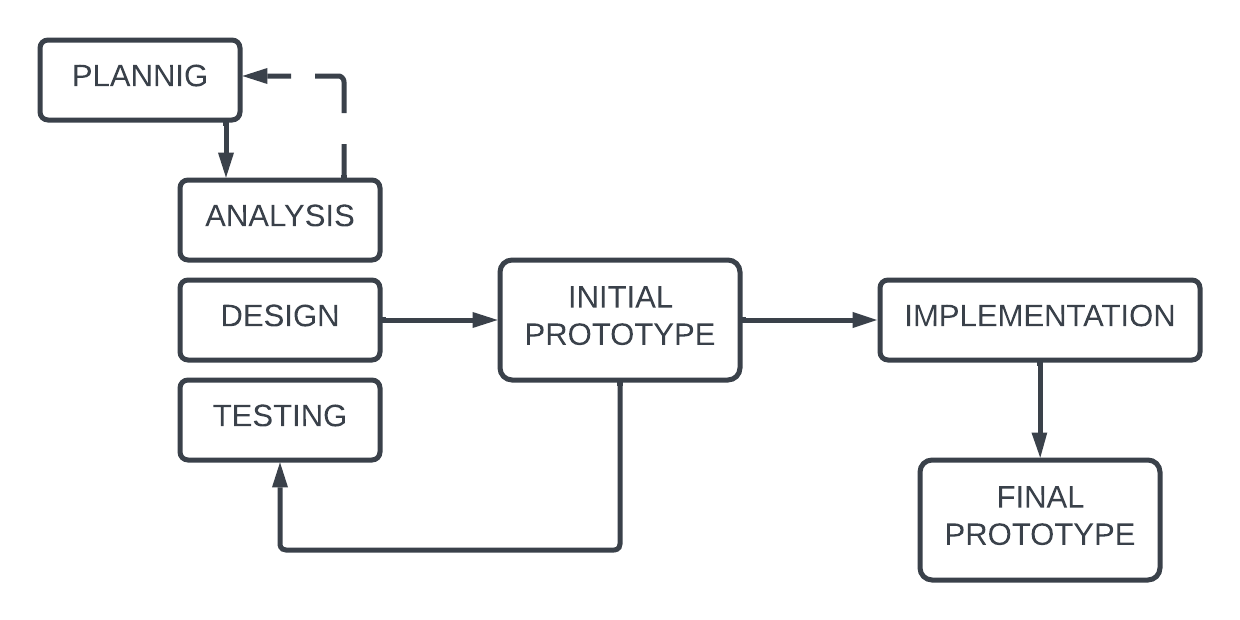 PLANNIG
ANALYSIS
DESIGN
TESTING
INITIAL
PROTOTYPE
IMPLEMENTATION
FINAL
PROTOTYPE